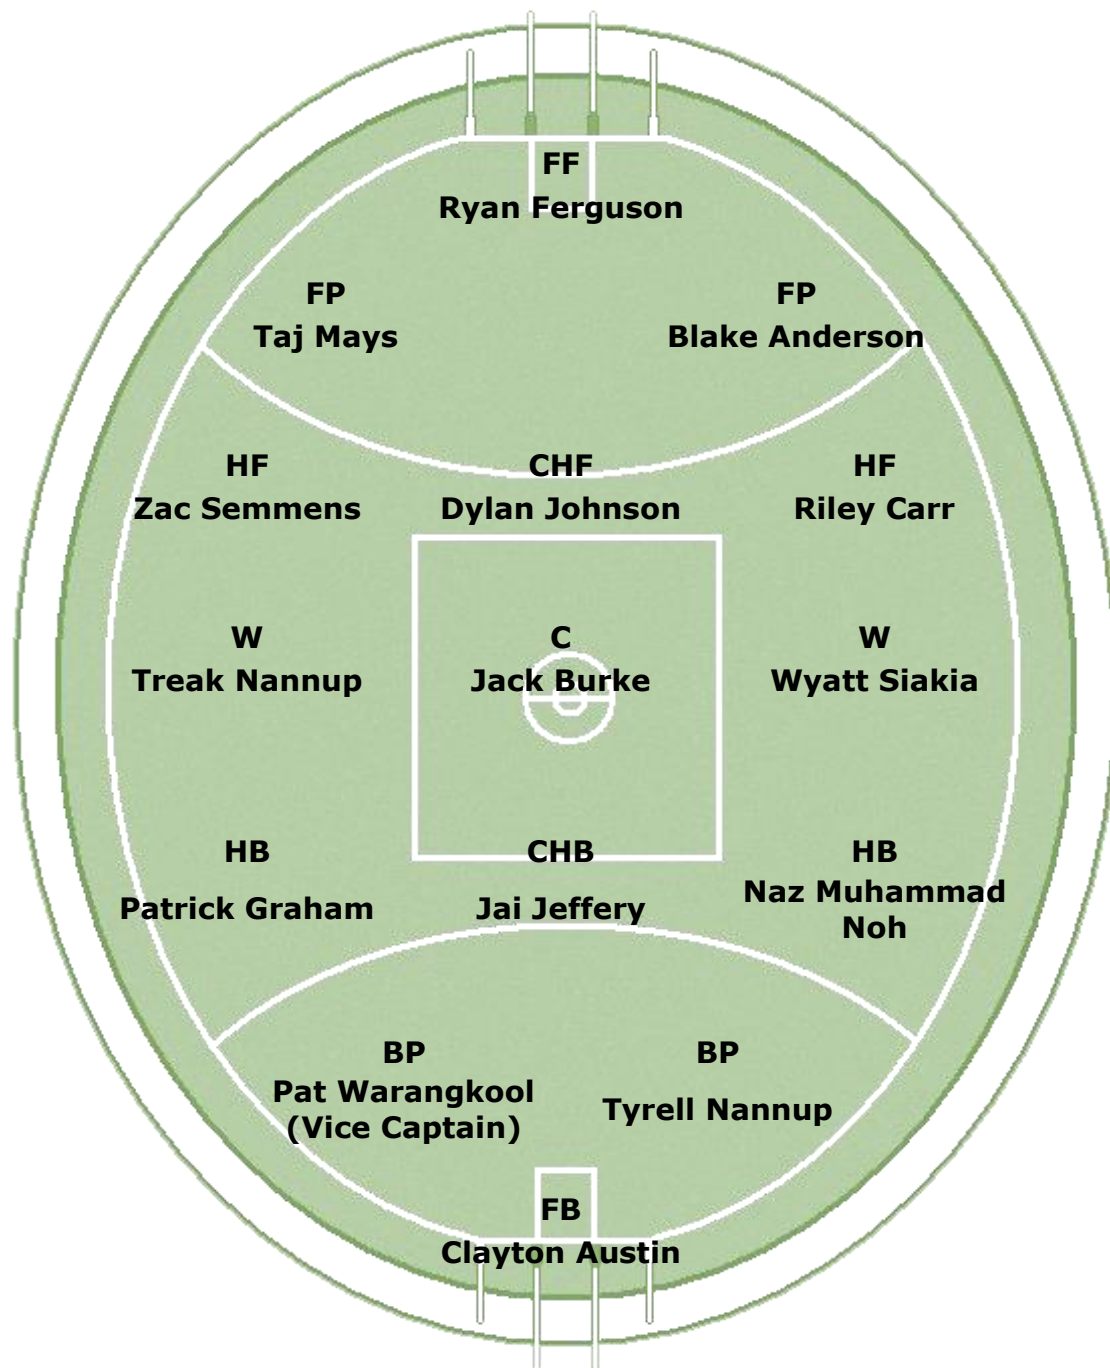 FF
Ryan Ferguson
FP FP
Taj Mays Blake Anderson
HF CHF HF
Zac Semmens Dylan Johnson Riley Carr
W C W
Treak Nannup Jack Burke Wyatt Siakia
HB CHB HB
Patrick Graham Jai Jeffery Naz Muhammad
Noh
BP BP
Pat Warangkool
(Vice Captain) Tyrell Nannup
FB
Clayton Austin